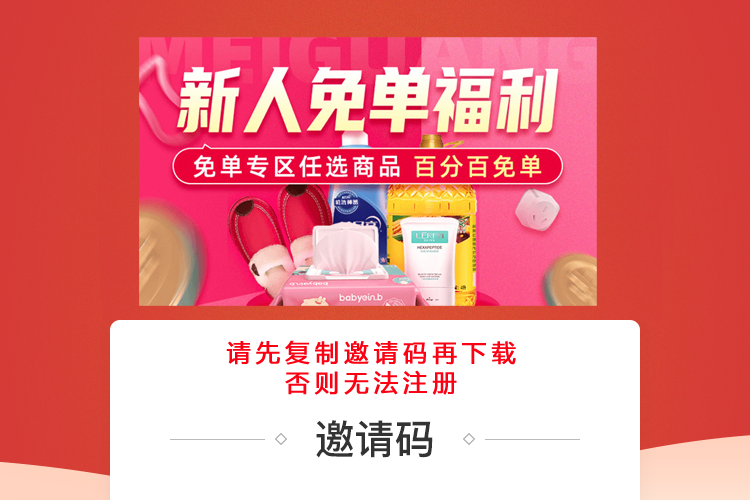 MEIGUANG
新人免单福利
免单专区任选商品 百分百免单
LEREO
HEXAPEPTIDE
babyein.b
请先复制邀请码再下载
否则无法注册
邀请码